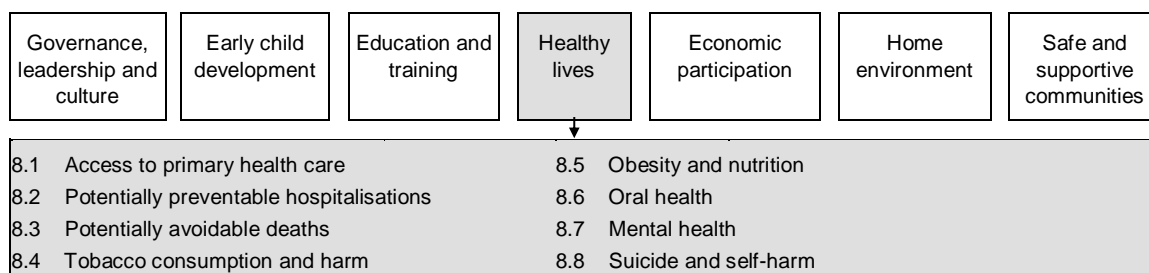 Governance,
leadership and
culture
Early child
development
Education and
training
Healthy
lives
Economic
participation
Home
environment
Safe and
supportive
communities
8.1 Access to primary health care
8.2 Potentially preventable hospitalisations
8.3 Potentially avoidable deaths
8.4 Tobacco consumption and harm
8.5 Obesity and nutrition
8.6 Oral health
8.7 Mental health
8.8 Suicide and self-harm